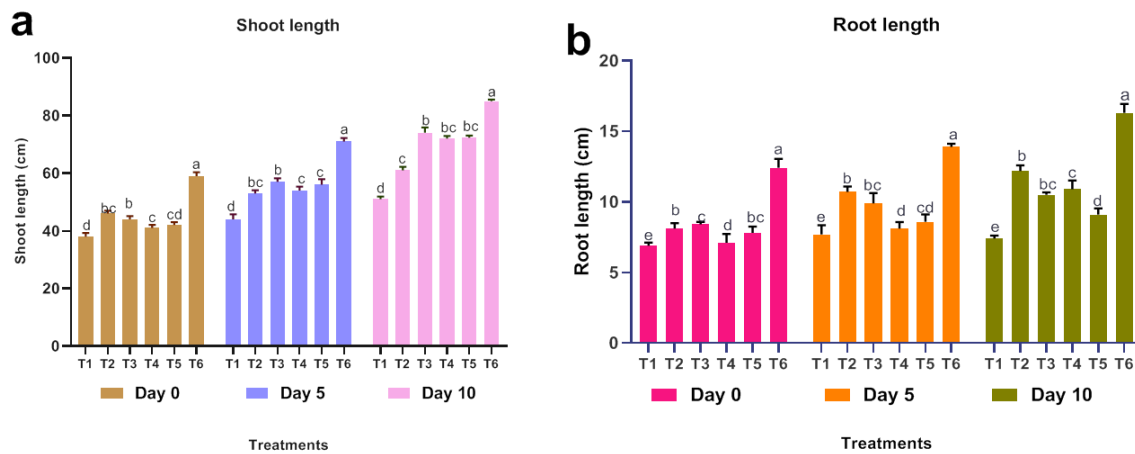 a
Shoot length
Shoot length (cm)
100
80
60
40
20
0
d
bc
b
c
cd
a
d
bc
b
c
c
a
d
c
b
bc
bc
a
T1 T2 T3 T4 T5 T6
T1 T2 T3 T4 T5 T6
T1 T2 T3 T4 T5 T6
Day 0
Day 5
Day 10
Treatments
b
Root length
Root length (cm)
20
15
10
5
0
e
b
c
d
bc
a
e
b
bc
d
cd
a
e
b
bc
c
d
a
T1 T2 T3 T4 T5 T6
T1 T2 T3 T4 T5 T6
T1 T2 T3 T4 T5 T6
Day 0
Day 5
Day 10
Treatments